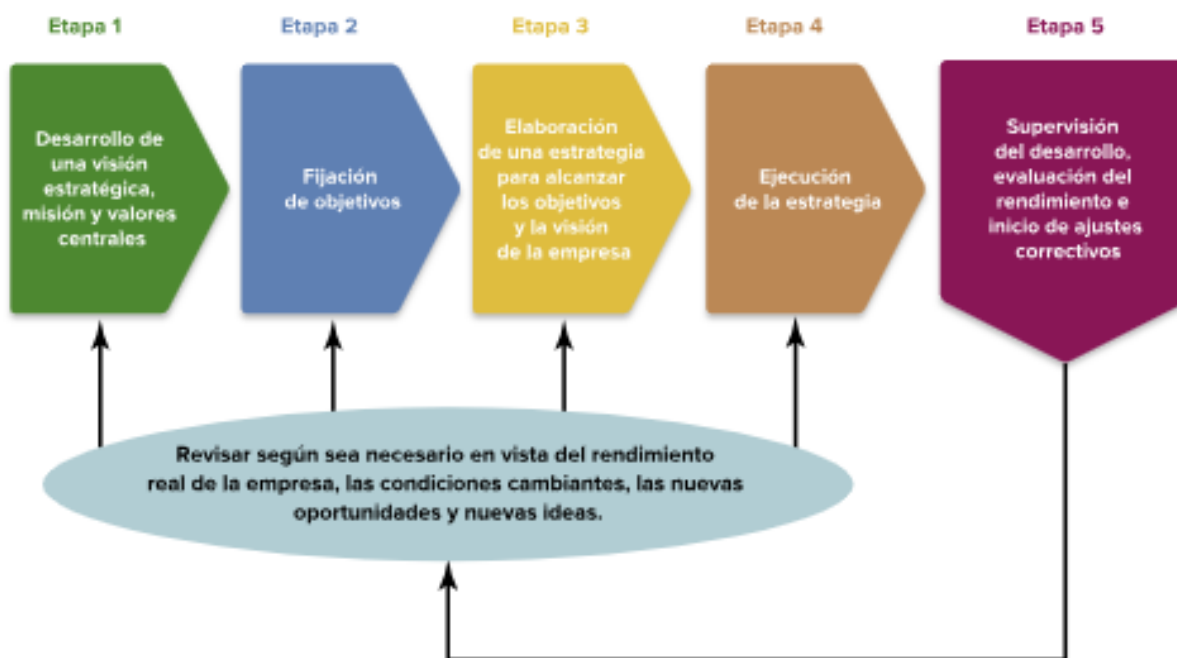 Etapa 1
Etapa 2
Etapa 3
Etapa 4
Etapa 5
Desarrollo de
una visión
estratégica,
misión y valores
centrales
Fijación
de objetivos
Elaboración
de una estrategia
para alcanzar
los objetivos
y la visión
de la empresa
Ejecución
de la estrategia
Supervisión
del desarrollo,
evaluación del
rendimiento e
inicio de ajustes
correctivos
Revisar según sea necesario en vista del rendimiento
real de la empresa, las condiciones cambiantes, las nuevas
oportunidades y nuevas ideas.